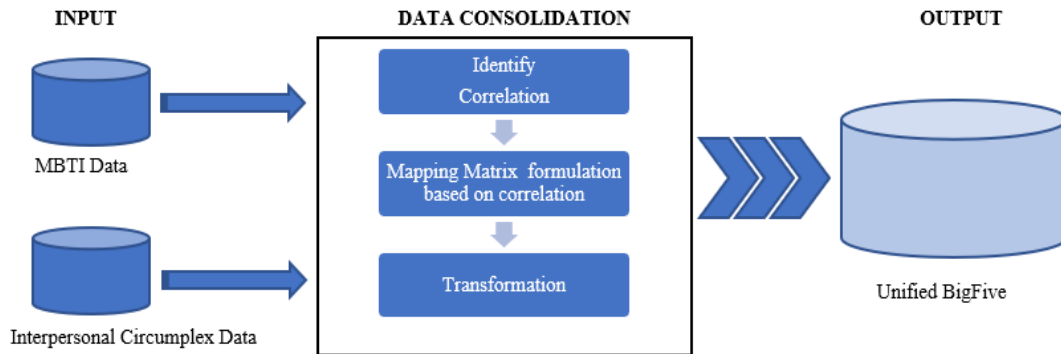 INPUT
DATA CONSOLIDATION
OUTPUT
Identify
Correlation
MBTI Data
Mapping Matrix formulation
based on correlation
Transformation
Interpersonal Circumplex Data
Unified BigFive